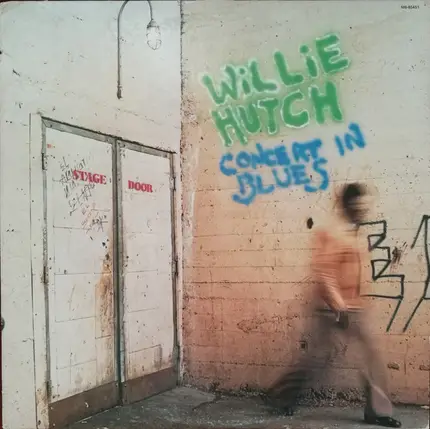 WiLLiE
HUTCH
CONCERT IN
BLUES
STAGE DOOR